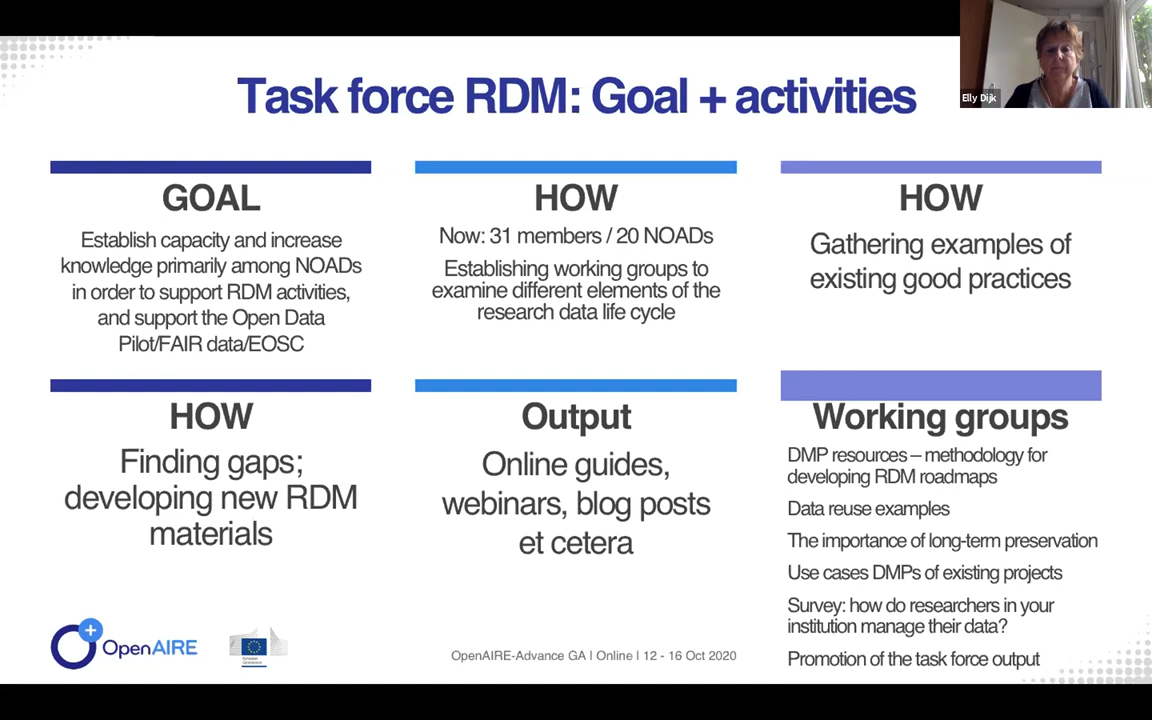 Task force RDM: Goal + activities
Elly Dijk
GOAL
Establish capacity and increase
knowledge primarily among NOADs
in order to support RDM activities,
and support the Open Data
Pilot/FAIR data/EOSC
HOW
Now: 31 members / 20 NOADs
Establishing working groups to
examine different elements of the
research data life cycle
HOW
Gathering examples of
existing good practices
HOW
Finding gaps;
developing new RDM
materials
Output
Online guides,
webinars, blog posts
et cetera
Working groups
DMP resources – methodology for
developing RDM roadmaps
Data reuse examples
The importance of long-term preservation
Use cases DMPs of existing projects
Survey: how do researchers in your
institution manage their data?
Promotion of the task force output
OpenAIRE
European
Commission
OpenAIRE-Advance GA | Online | 12 - 16 Oct 2020